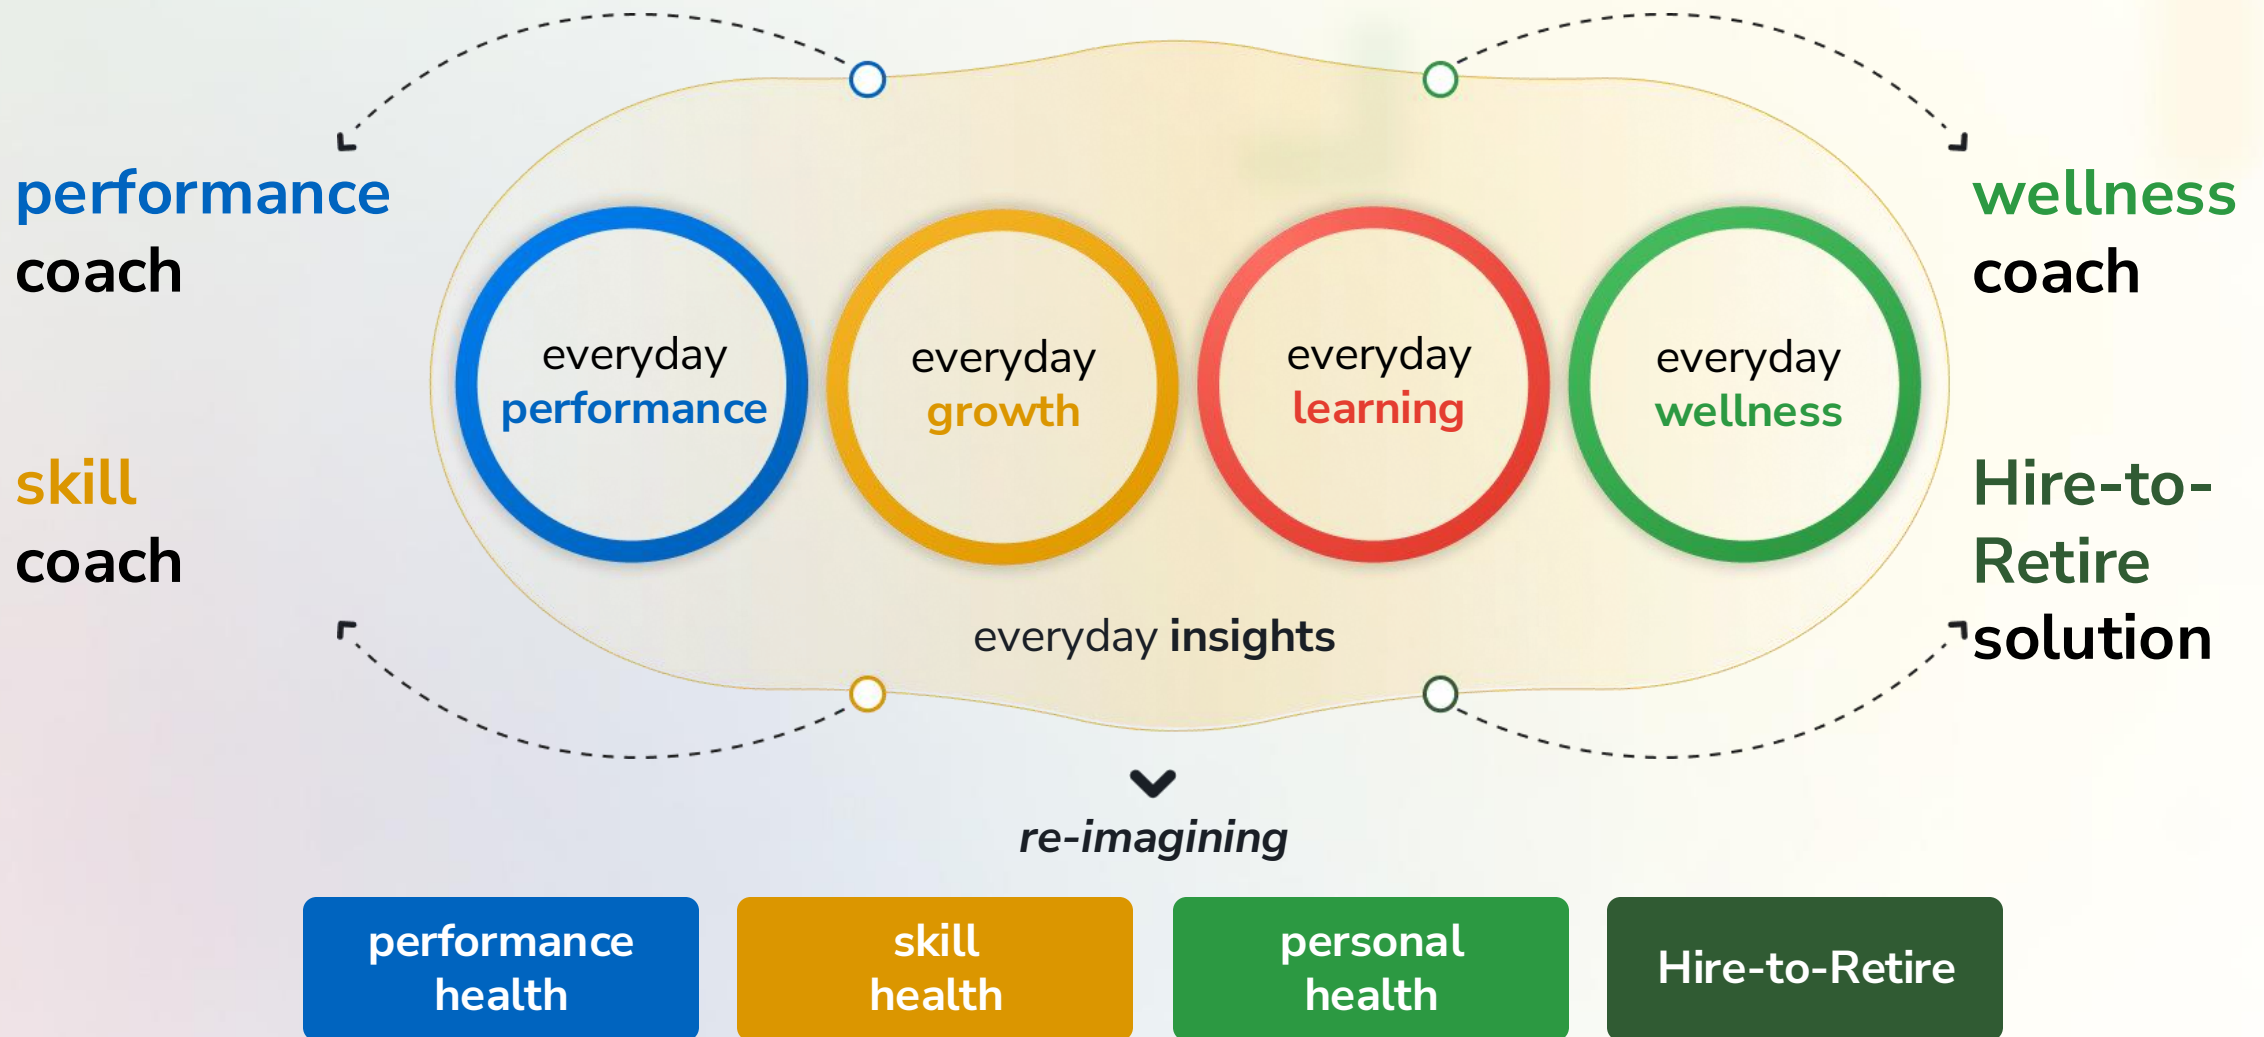 performance
coach
skill
coach
everyday
performance
everyday
growth
everyday
learning
everyday
wellness
everyday insights
wellness
coach
Hire-to-
Retire
solution
re-imagining
performance
health
skill
health
personal
health
Hire-to-Retire